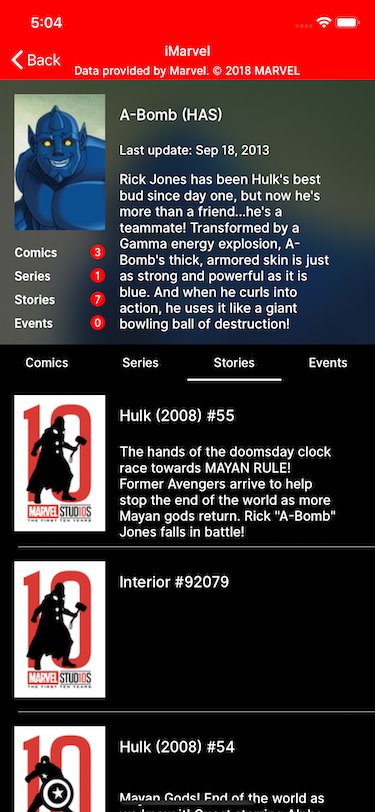 5:04
Back
iMarvel
Data provided by Marvel. © 2018 MARVEL
A-Bomb (HAS)
Last update: Sep 18, 2013
Rick Jones has been Hulk's best
bud since day one, but now he's
more than a friend...he's a
teammate! Transformed by a
Gamma energy explosion, A-
Bomb's thick, armored skin is just
as strong and powerful as it is
blue. And when he curls into
action, he uses it like a giant
bowling ball of destruction!
Comics 3
Series 1
Stories 7
Events 0
Comics Series Stories Events
10
MARVEL STUDIOS
THE FIRST TEN YEARS
Hulk (2008) #55
The hands of the doomsday clock
race towards MAYAN RULE!
Former Avengers arrive to help
stop the end of the world as more
Mayan gods return. Rick "A-Bomb"
Jones falls in battle!
10
MARVEL STUDIOS
THE FIRST TEN YEARS
Interior #92079
10
Hulk (2008) #54
Mayan Gods! End of the world as